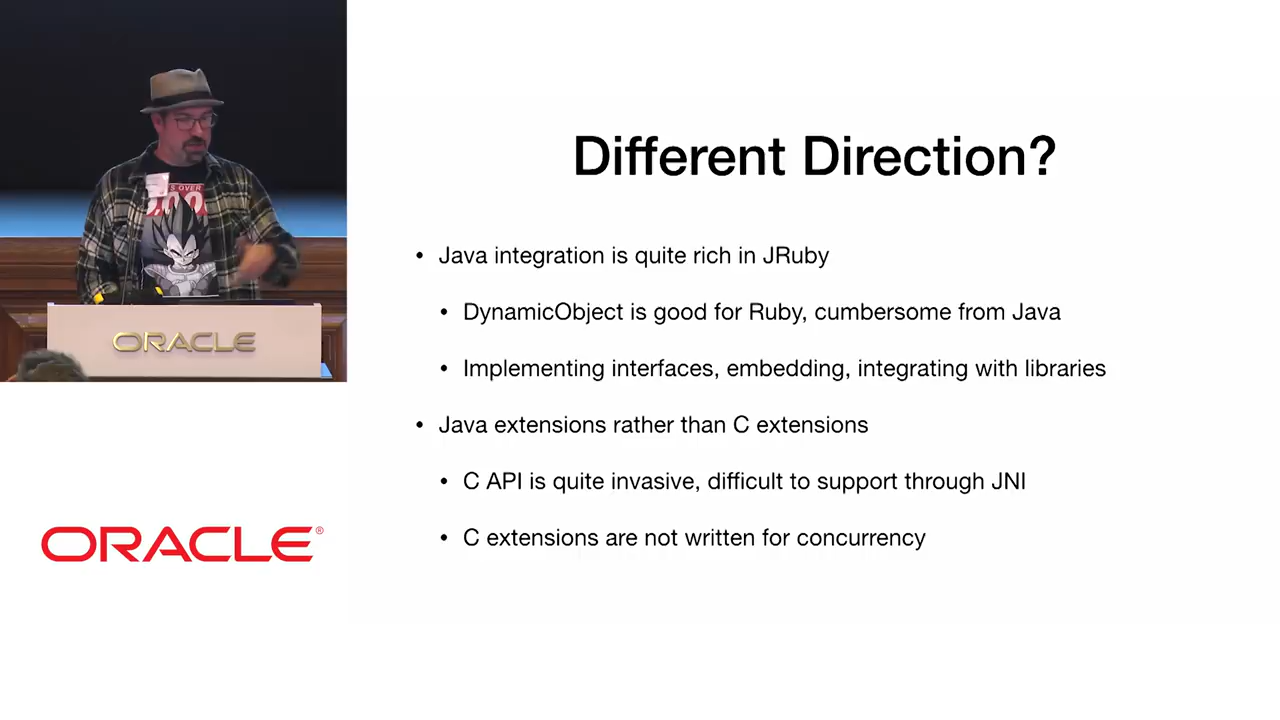 S OVER
ORACLE
ORACLE®
Different Direction?
• Java integration is quite rich in JRuby
• DynamicObject is good for Ruby, cumbersome from Java
• Implementing interfaces, embedding, integrating with libraries
• Java extensions rather than C extensions
• C API is quite invasive, difficult to support through JNI
• C extensions are not written for concurrency